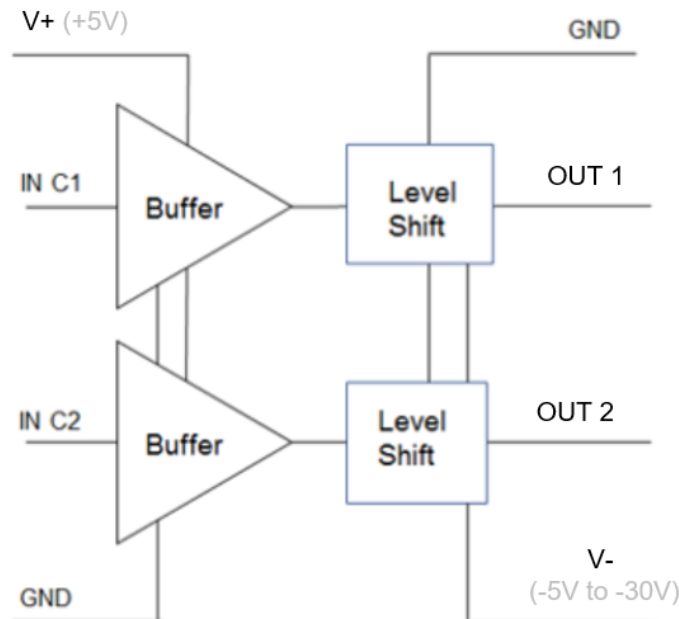 V+ (+5V)
GND
IN C1
Buffer
Level
Shift
OUT 1
IN C2
Buffer
Level
Shift
OUT 2
V-
(-5V to -30V)
GND